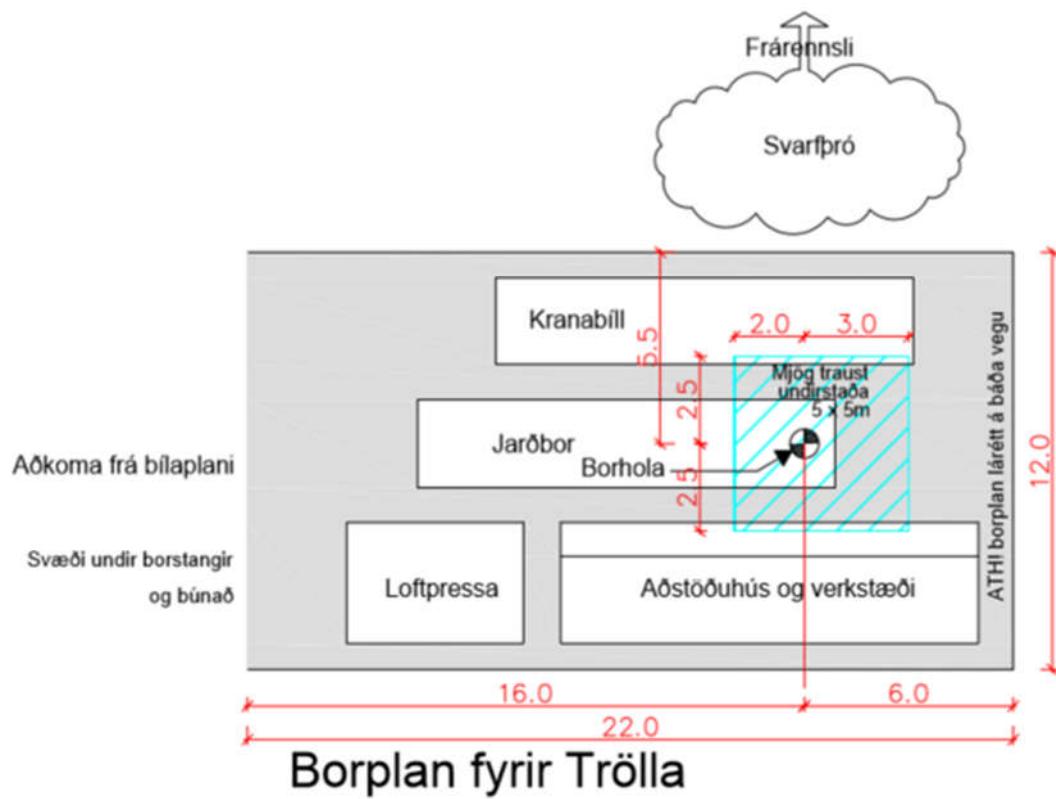 Frárennsli
Svarfþró
Kranabíll
2.0
3.0
5.5
2.5
Mjög traust
undirstaða
5 x 5m
Jarðbor
Borhola
2.5
Aðkoma frá bílaplani
Svæði undir borstangir
og búnað
Loftpressa
Aðstöðuhús og verkstæði
ATH! borplan lárétt á báða vegu
12.0
16.0
6.0
22.0
Borplan fyrir Trölla